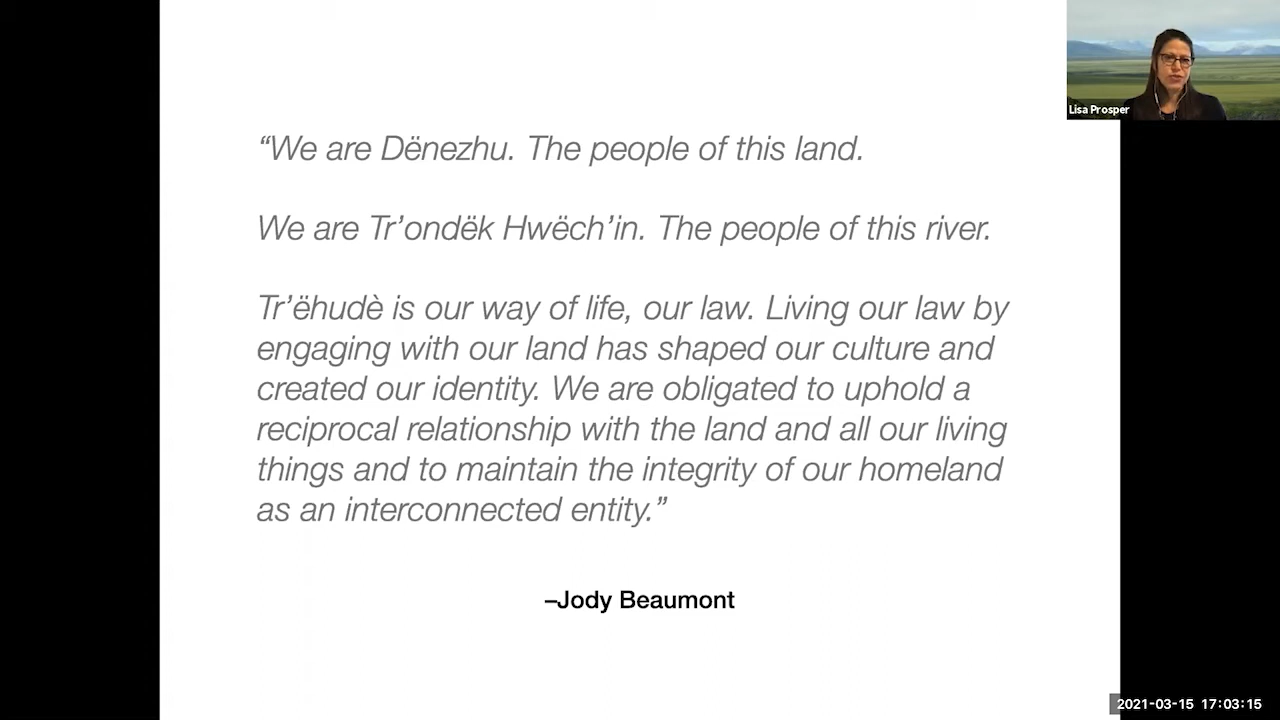 Lisa Prosper
“We are Dënezhu. The people of this land.
We are Tr’ondëk Hwëch’in. The people of this river.
Tr’ëhudè is our way of life, our law. Living our law by
engaging with our land has shaped our culture and
created our identity. We are obligated to uphold a
reciprocal relationship with the land and all our living
things and to maintain the integrity of our homeland
as an interconnected entity.”
–Jody Beaumont
2021-03-15 17:03:15